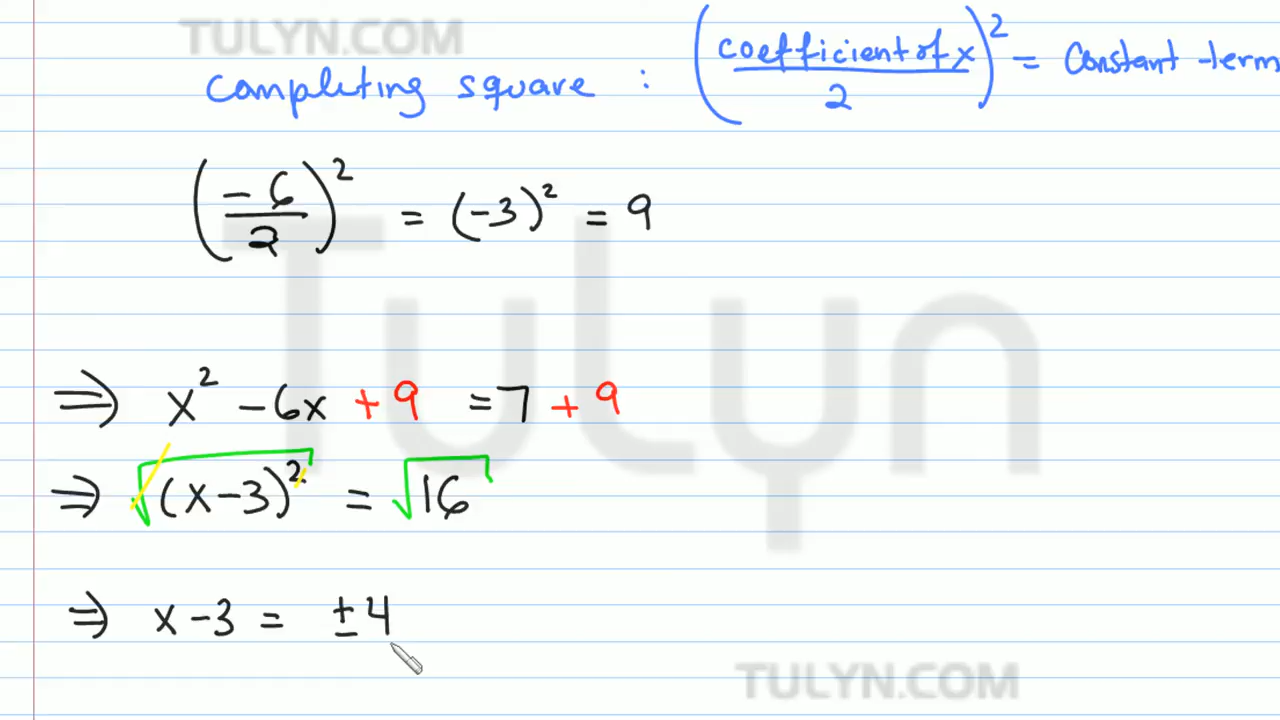 TULYN.COM
completing square : (coefficient of x / 2)² = Constant term
(-6/2)² = (-3)² = 9
TuLyn
⇒ x² - 6x + 9 = 7 + 9
⇒ √(x-3)² = √16
⇒ x - 3 = ±4
TULYN.COM